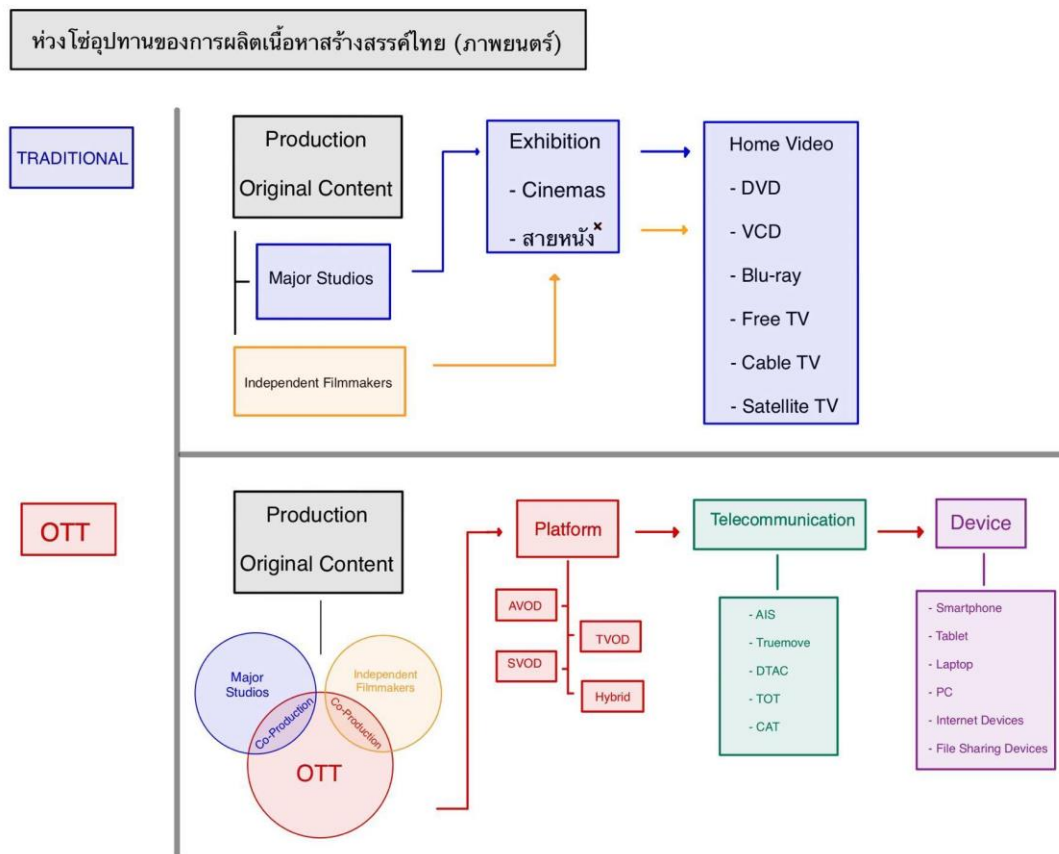 ห่วงโซ่อุปทานของการผลิตเนื้อหาสร้างสรรค์ไทย (ภาพยนตร์)
TRADITIONAL
Production
Original Content
Major Studios
Independent Filmmakers
Exhibition
- Cinemas
- สายหนัง×
Home Video
- DVD
- VCD
- Blu-ray
- Free TV
- Cable TV
- Satellite TV
OTT
Production
Original Content
Major
Studios
Independent
Filmmakers
Co-Production
Co-Production
OTT
Platform
AVOD
TVOD
SVOD
Hybrid
Telecommunication
- AIS
- Truemove
- DTAC
- TOT
- CAT
Device
- Smartphone
- Tablet
- Laptop
- PC
- Internet Devices
- File Sharing Devices